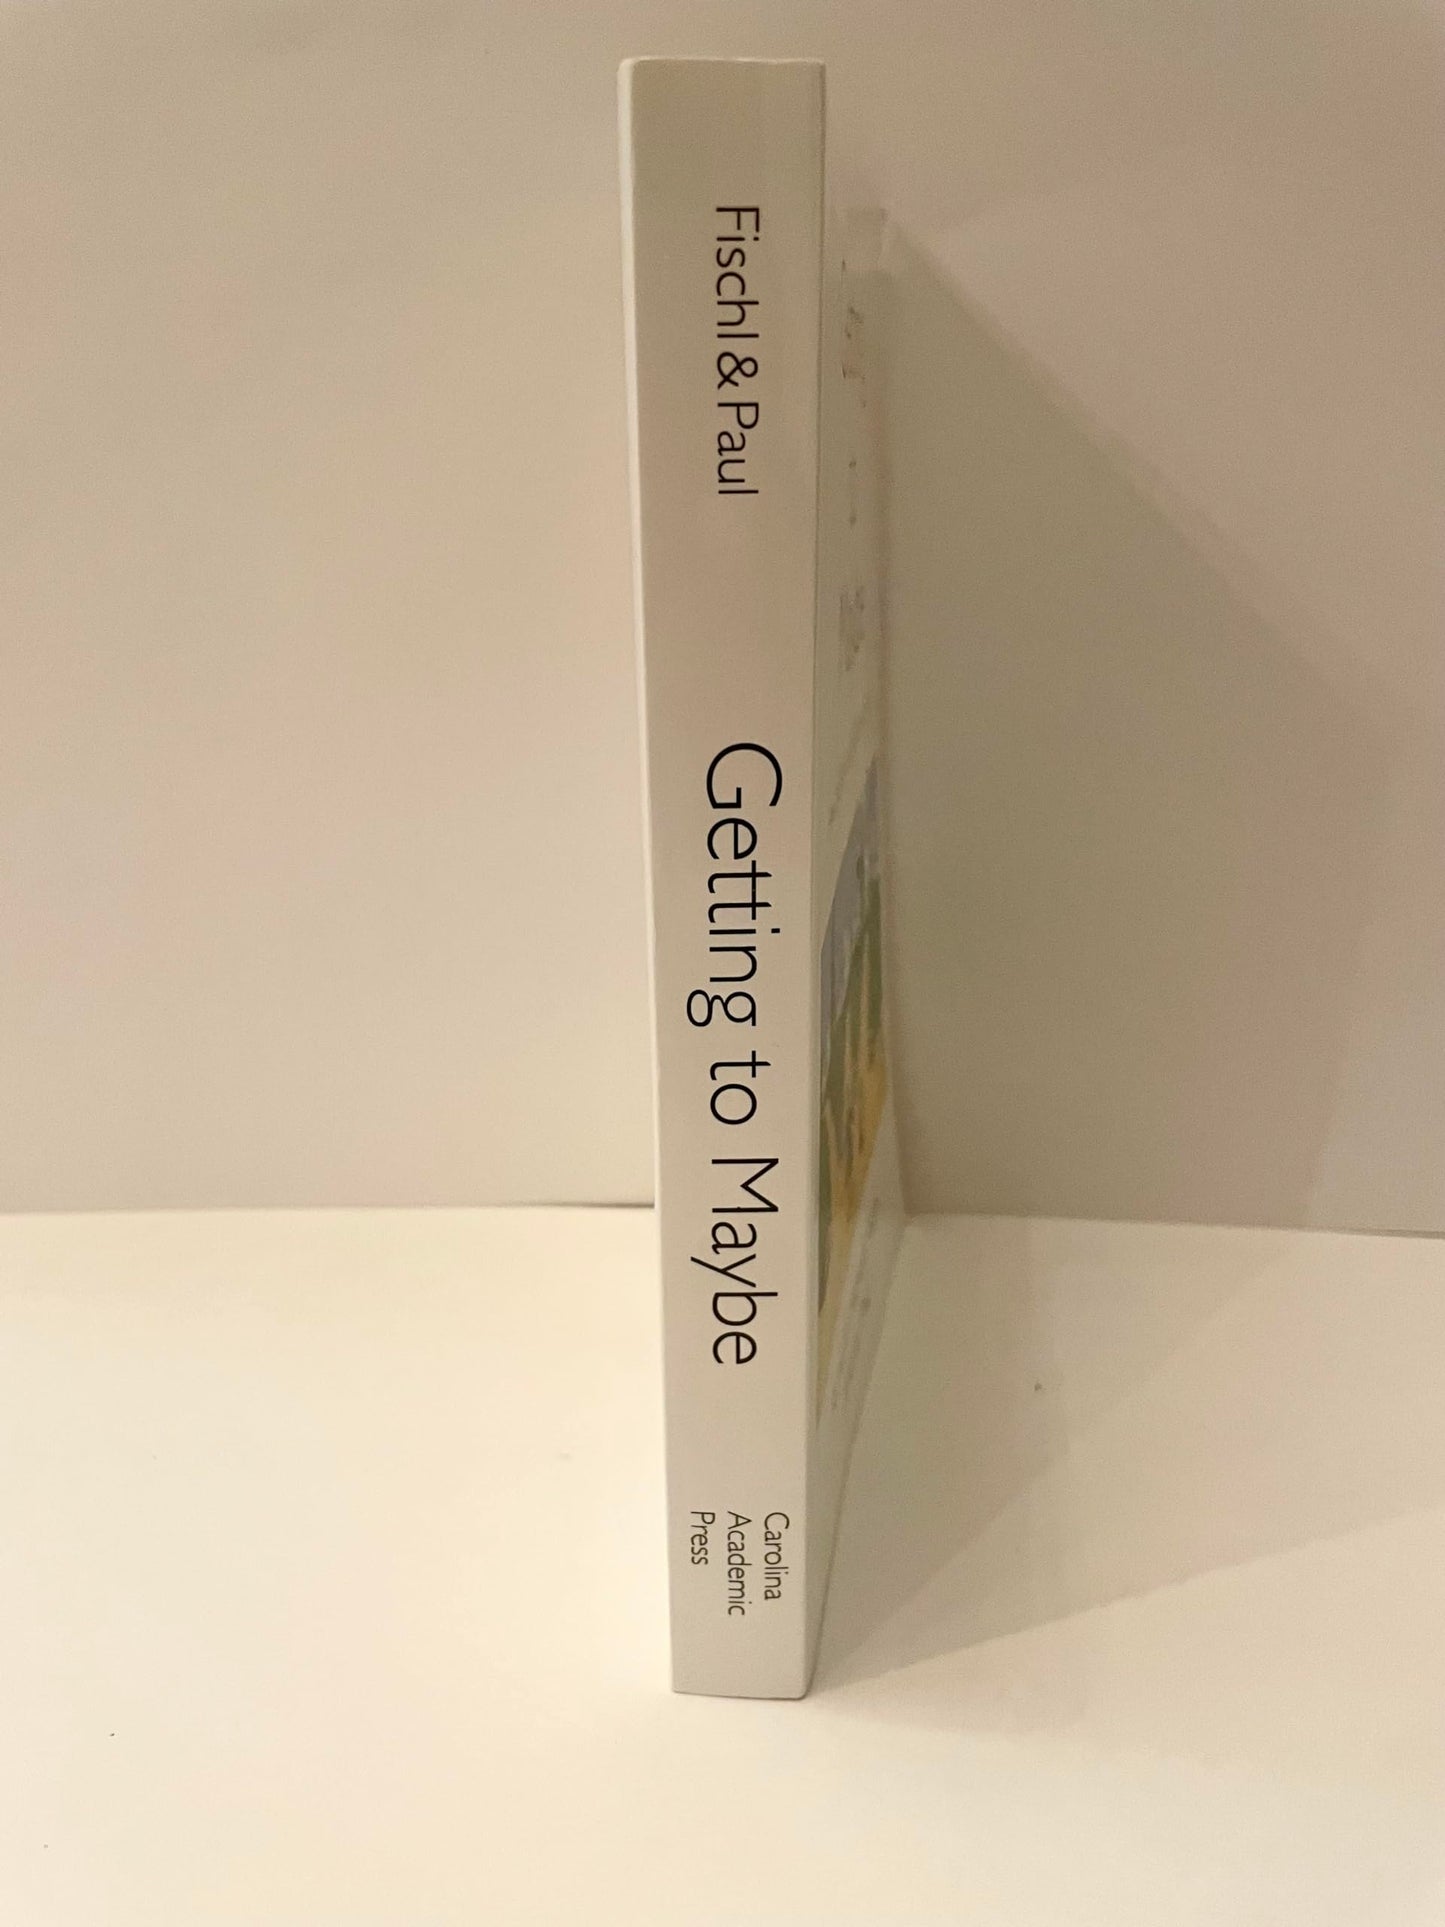 Fischl & Paul
Getting to Maybe
Carolina
Academic
Press